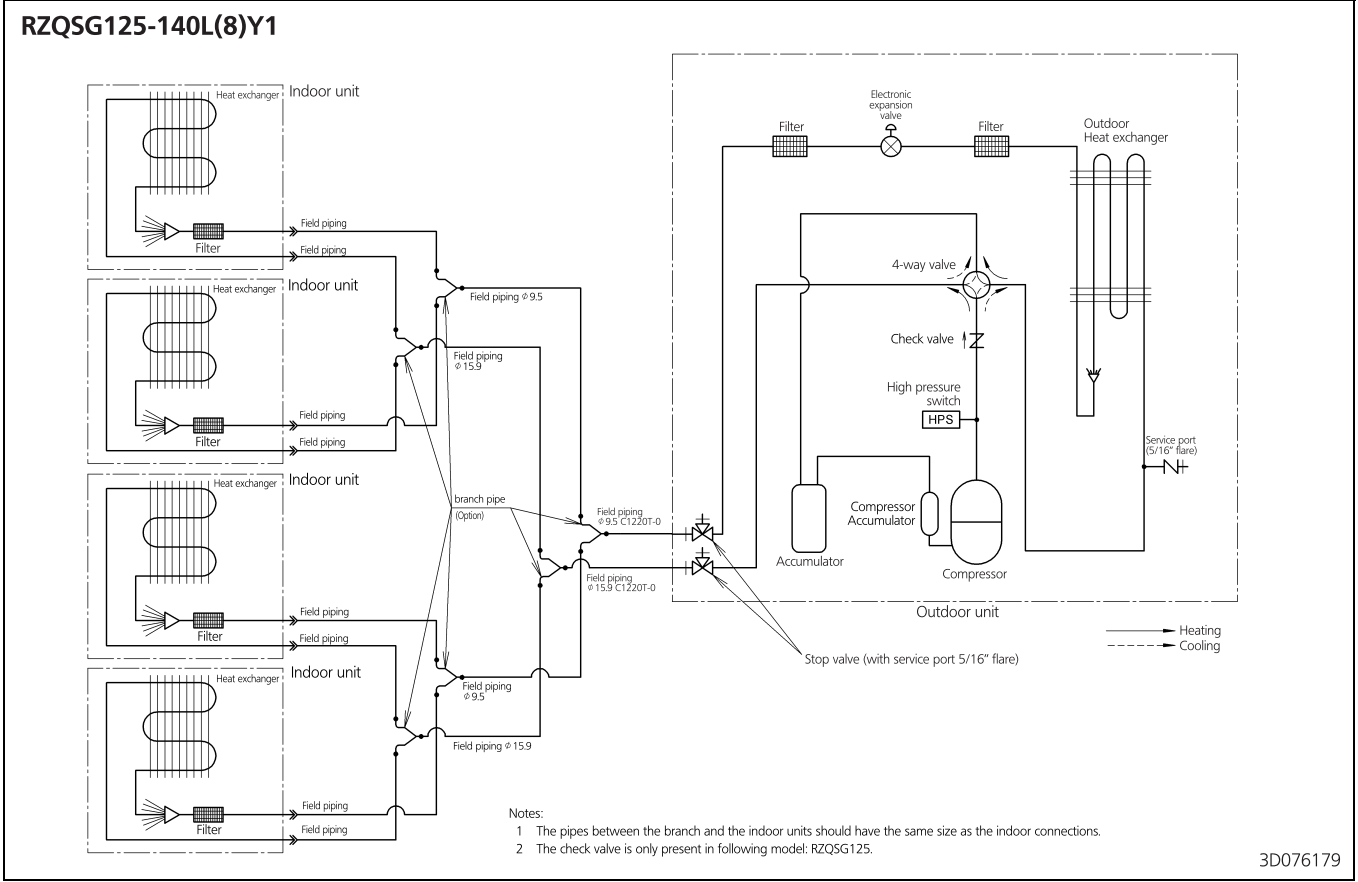 RZQSG125-140L(8)Y1
Heat exchanger
Indoor unit
Filter
Field piping
Field piping
Heat exchanger
Indoor unit
Filter
Field piping
Field piping
Heat exchanger
Indoor unit
Filter
Field piping
Field piping
Heat exchanger
Indoor unit
Filter
Field piping
Field piping
Field piping ϕ 9.5
Field piping
ϕ 15.9
branch pipe
(Option)
Field piping
ϕ 9.5 C1220T-0
Field piping
ϕ 15.9 C1220T-0
Field piping
ϕ 9.5
Field piping ϕ 15.9
Filter
Electronic
expansion
valve
Filter
Outdoor
Heat exchanger
4-way valve
Check valve
High pressure
switch
HPS
Service port
(5/16" flare)
Compressor
Accumulator
Accumulator
Compressor
Outdoor unit
Heating
Cooling
Stop valve (with service port 5/16" flare)
Notes:
1 The pipes between the branch and the indoor units should have the same size as the indoor connections.
2 The check valve is only present in following model: RZQSG125.
3D076179